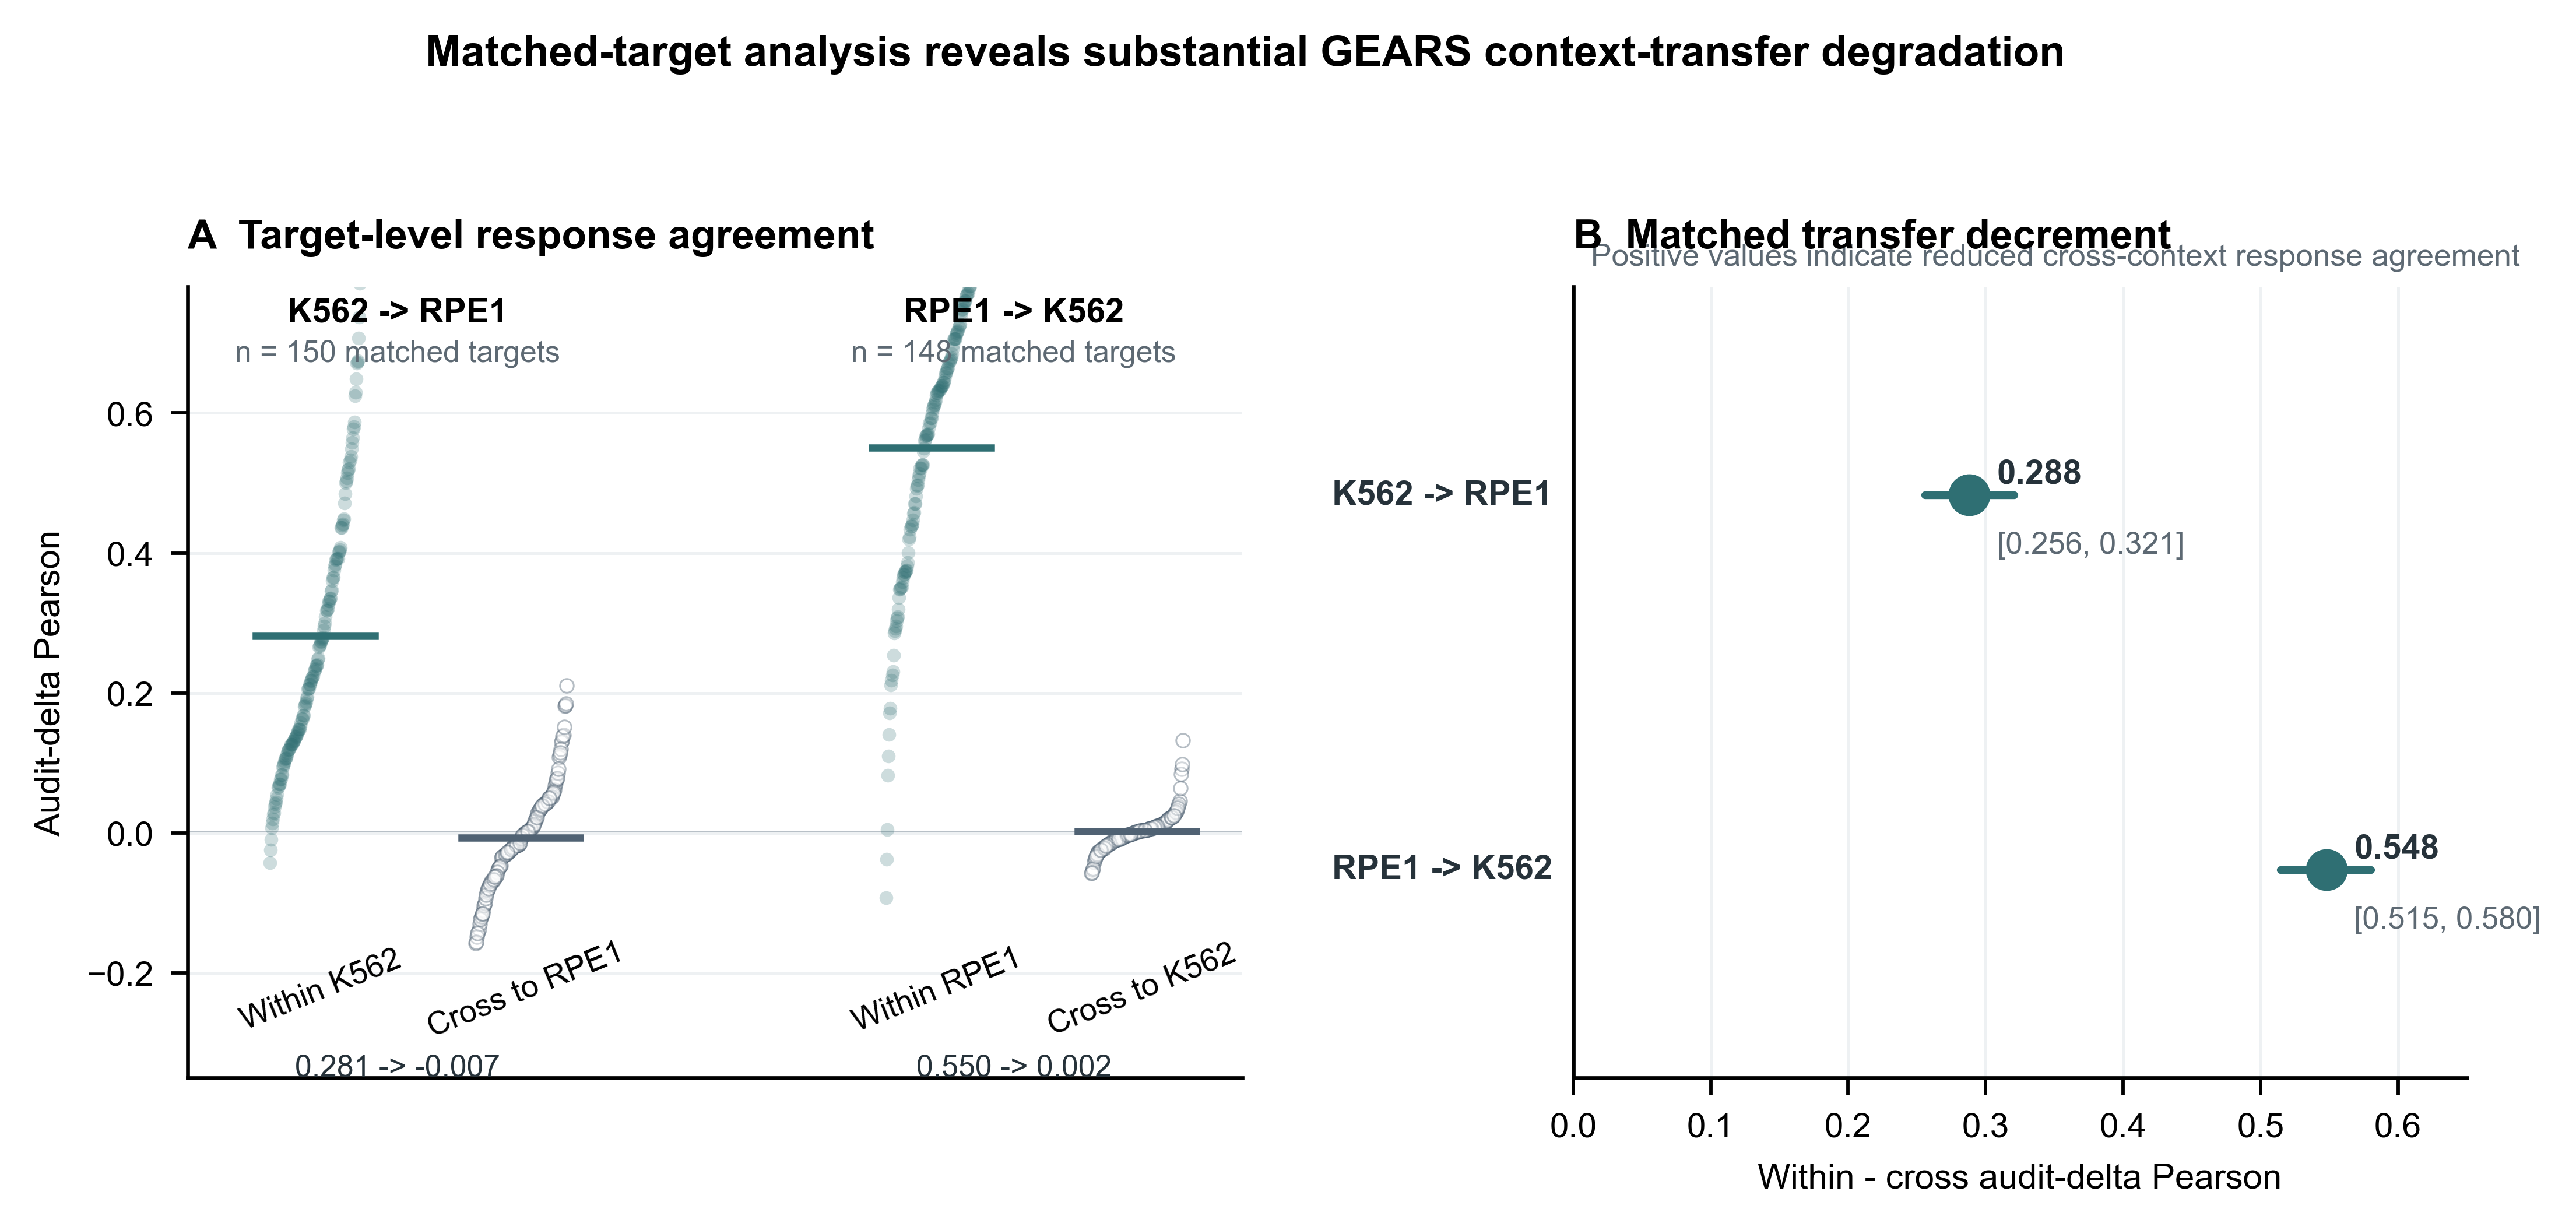 Matched-target analysis reveals substantial GEARS context-transfer degradation
A Target-level response agreement
K562 -> RPE1
n = 150 matched targets
RPE1 -> K562
n = 148 matched targets
Audit-delta Pearson
0.6
0.4
0.2
0.0
−0.2
Within K562
Cross to RPE1
Within RPE1
Cross to K562
0.281 -> -0.007
0.550 -> 0.002
B Matched transfer decrement
Positive values indicate reduced cross-context response agreement
K562 -> RPE1
0.288
[0.256, 0.321]
RPE1 -> K562
0.548
[0.515, 0.580]
0.0 0.1 0.2 0.3 0.4 0.5 0.6
Within - cross audit-delta Pearson